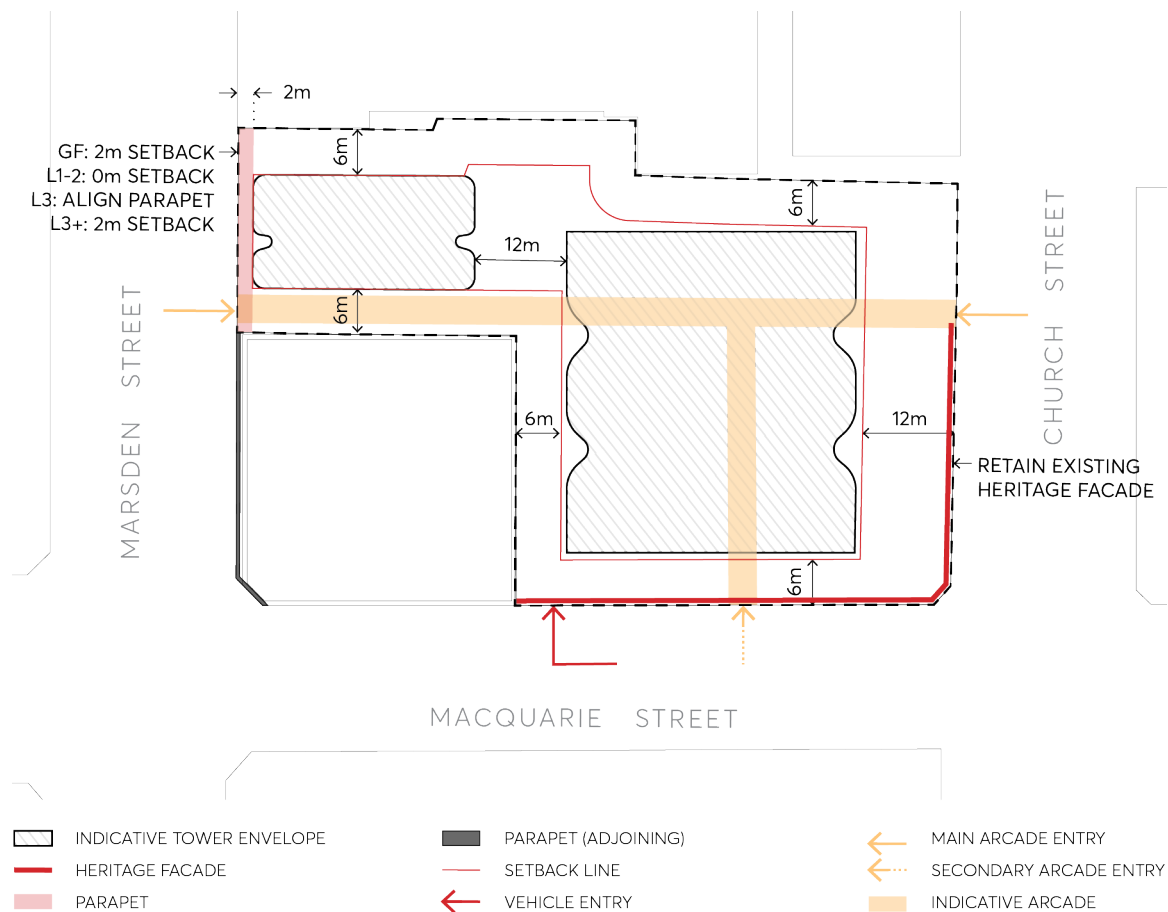 2m
GF: 2m SETBACK
L1-2: 0m SETBACK
L3: ALIGN PARAPET
L3+: 2m SETBACK
6m
6m
12m
6m
6m
12m
6m
MARSDEN STREET
CHURCH STREET
RETAIN EXISTING
HERITAGE FACADE
MACQUARIE STREET
INDICATIVE TOWER ENVELOPE
HERITAGE FACADE
PARAPET
PARAPET (ADJOINING)
SETBACK LINE
VEHICLE ENTRY
MAIN ARCADE ENTRY
SECONDARY ARCADE ENTRY
INDICATIVE ARCADE